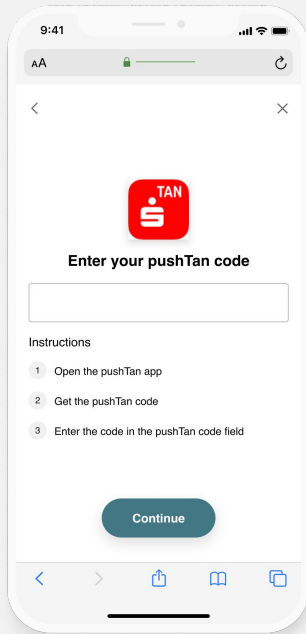 9:41
AA
TAN
Enter your pushTan code
Instructions
1 Open the pushTan app
2 Get the pushTan code
3 Enter the code in the pushTan code field
Continue